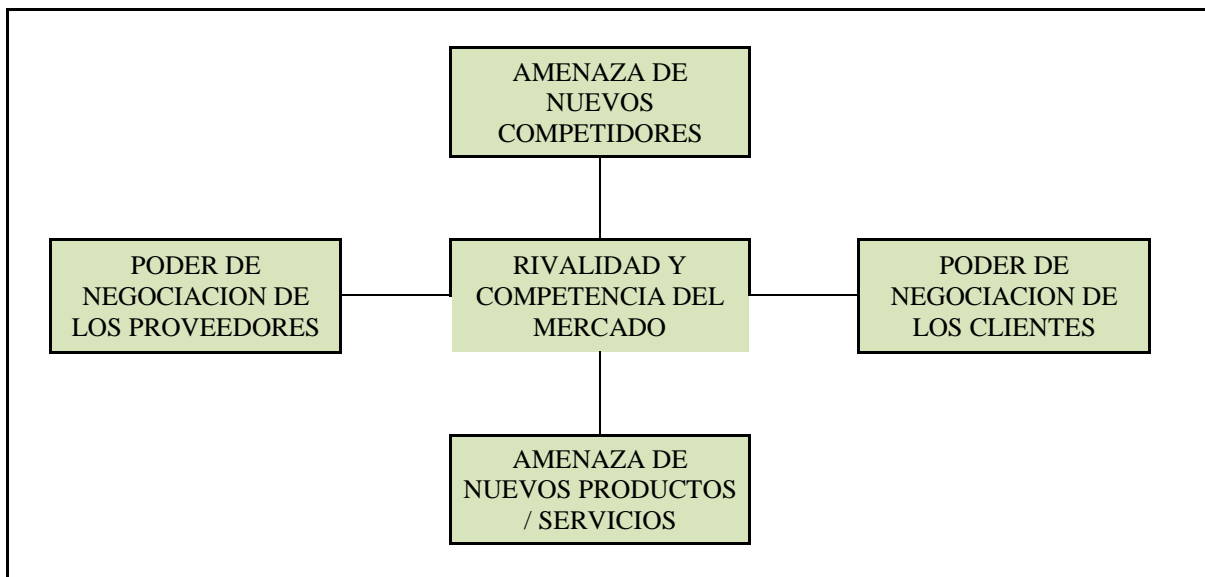 AMENAZA DE
NUEVOS
COMPETIDORES
PODER DE
NEGOCIACION DE
LOS PROVEEDORES
RIVALIDAD Y
COMPETENCIA DEL
MERCADO
PODER DE
NEGOCIACION DE
LOS CLIENTES
AMENAZA DE
NUEVOS PRODUCTOS
/ SERVICIOS